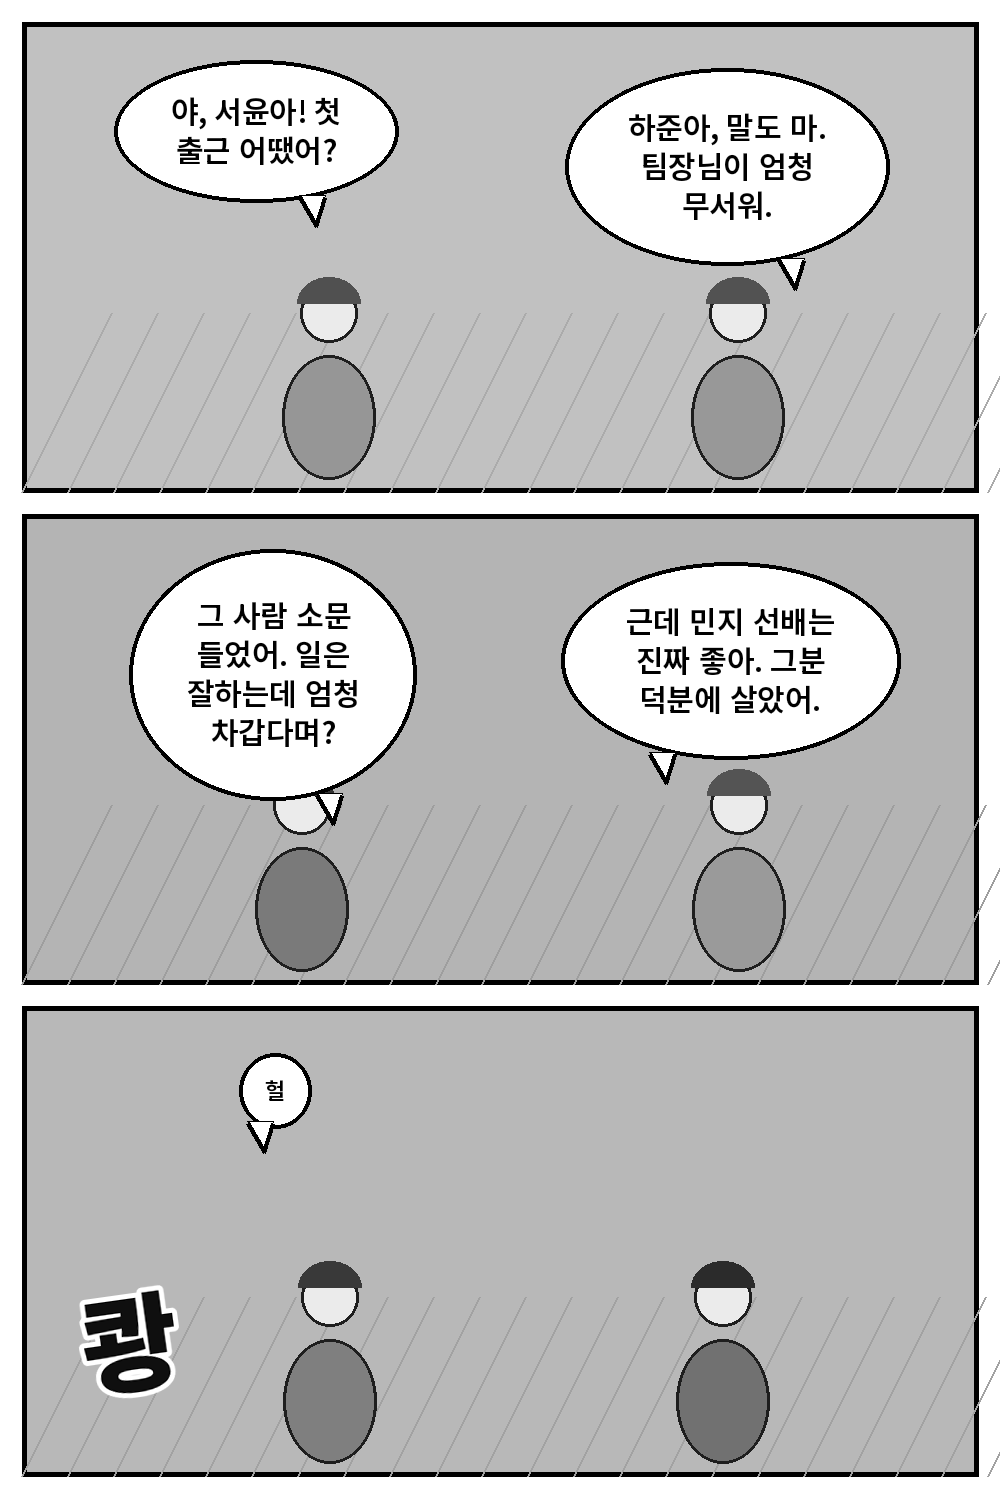 야, 서윤아! 첫
출근 어땠어?
하준아, 말도 마.
팀장님이 엄청
무서워.
그 사람 소문
들었어. 일은
잘하는데 엄청
차갑다며?
근데 민지 선배는
진짜 좋아. 그분
덕분에 살았어.
헐
쾅